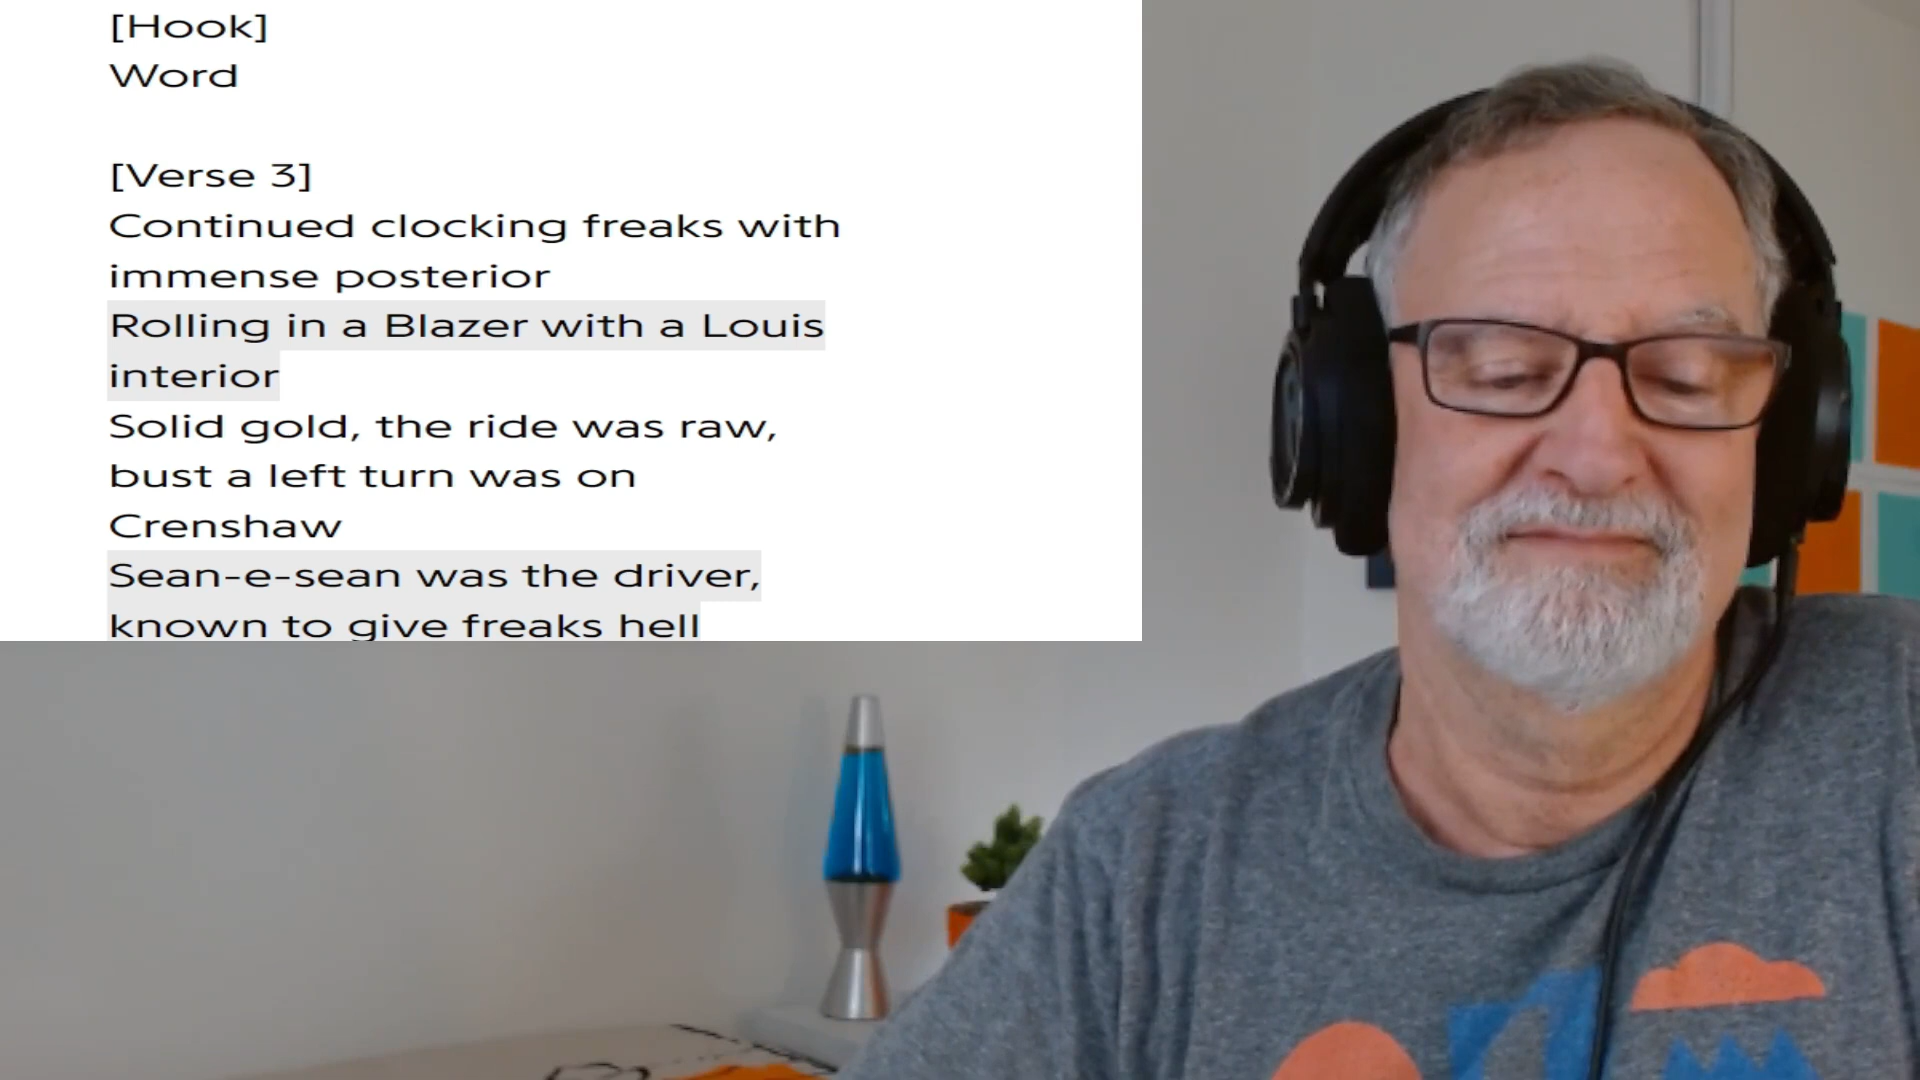 [Hook]
Word
[Verse 3]
Continued clocking freaks with
immense posterior
Rolling in a Blazer with a Louis
interior
Solid gold, the ride was raw,
bust a left turn was on
Crenshaw
Sean-e-sean was the driver,
known to give freaks hell